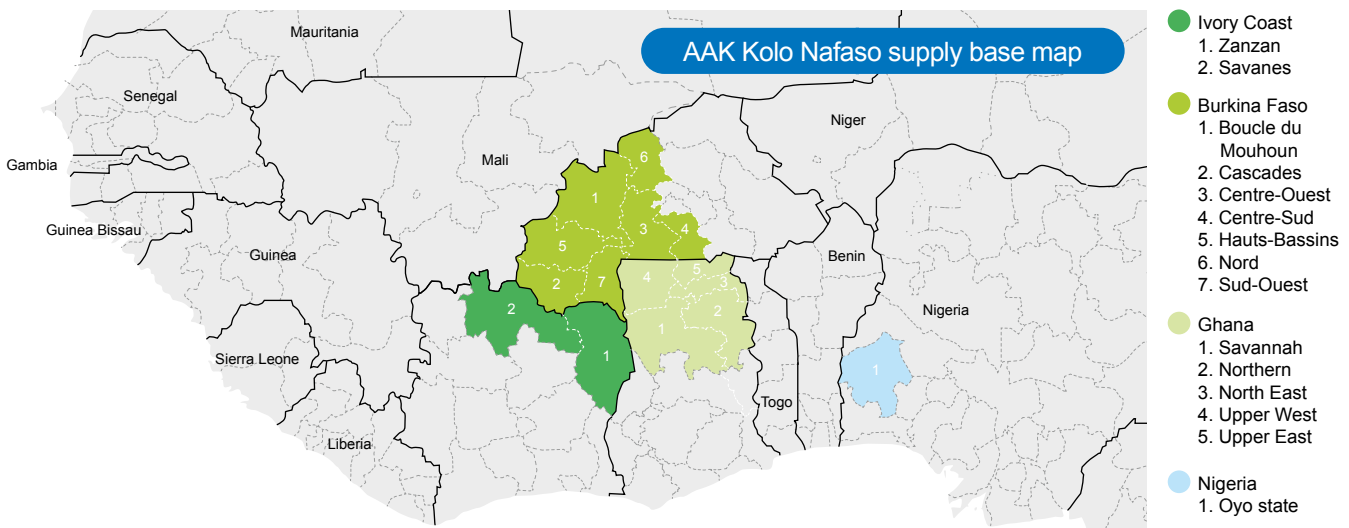 AAK Kolo Nafaso supply base map
Mauritania
Senegal
Gambia
Guinea Bissau
Guinea
Sierra Leone
Liberia
Mali
Niger
Benin
Nigeria
Togo
6
1
3
4
5
2
7
2
1
4
5
3
2
1
1
Ivory Coast
1. Zanzan
2. Savanes
Burkina Faso
1. Boucle du
Mouhoun
2. Cascades
3. Centre-Ouest
4. Centre-Sud
5. Hauts-Bassins
6. Nord
7. Sud-Ouest
Ghana
1. Savannah
2. Northern
3. North East
4. Upper West
5. Upper East
Nigeria
1. Oyo state